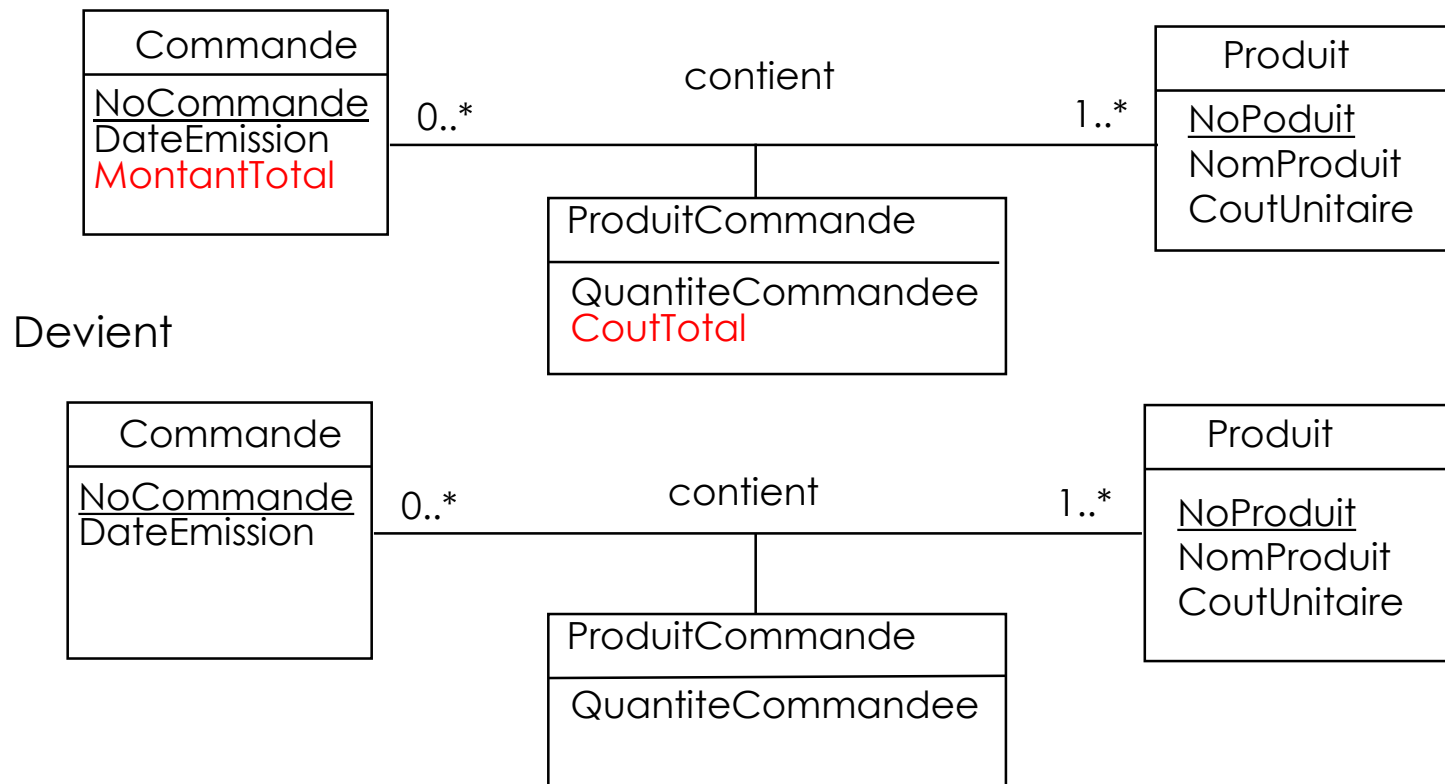 Commande
NoCommande
DateEmission
MontantTotal
0..*
contient
1..*
Produit
NoPoduit
NomProduit
CoutUnitaire
ProduitCommande
QuantiteCommandee
CoutTotal
Devient
Commande
NoCommande
DateEmission
0..*
contient
1..*
Produit
NoProduit
NomProduit
CoutUnitaire
ProduitCommande
QuantiteCommandee